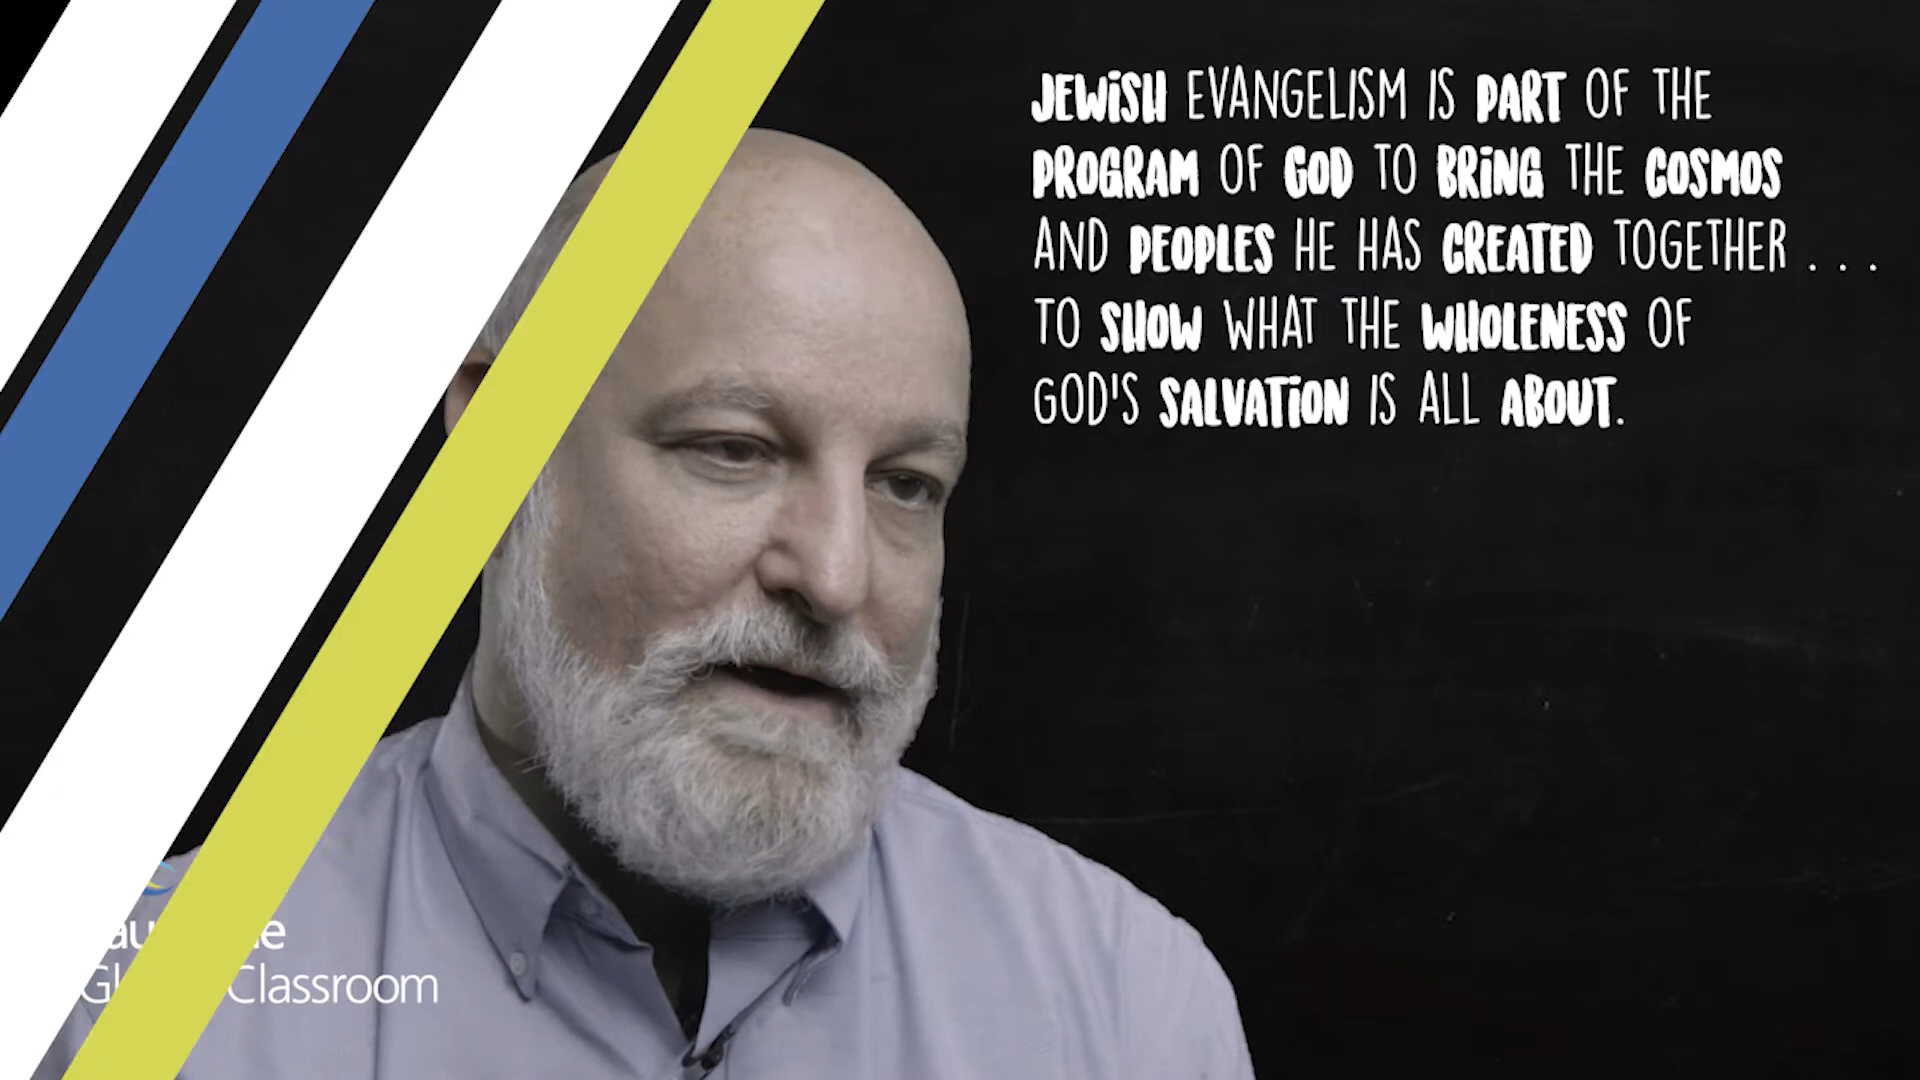 JEWISH EVANGELISM IS PART OF THE
PROGRAM OF GOD TO BRING THE COSMOS
AND PEOPLES HE HAS CREATED TOGETHER . . .
TO SHOW WHAT THE WHOLENESS OF
GOD'S SALVATION IS ALL ABOUT.
Classroom